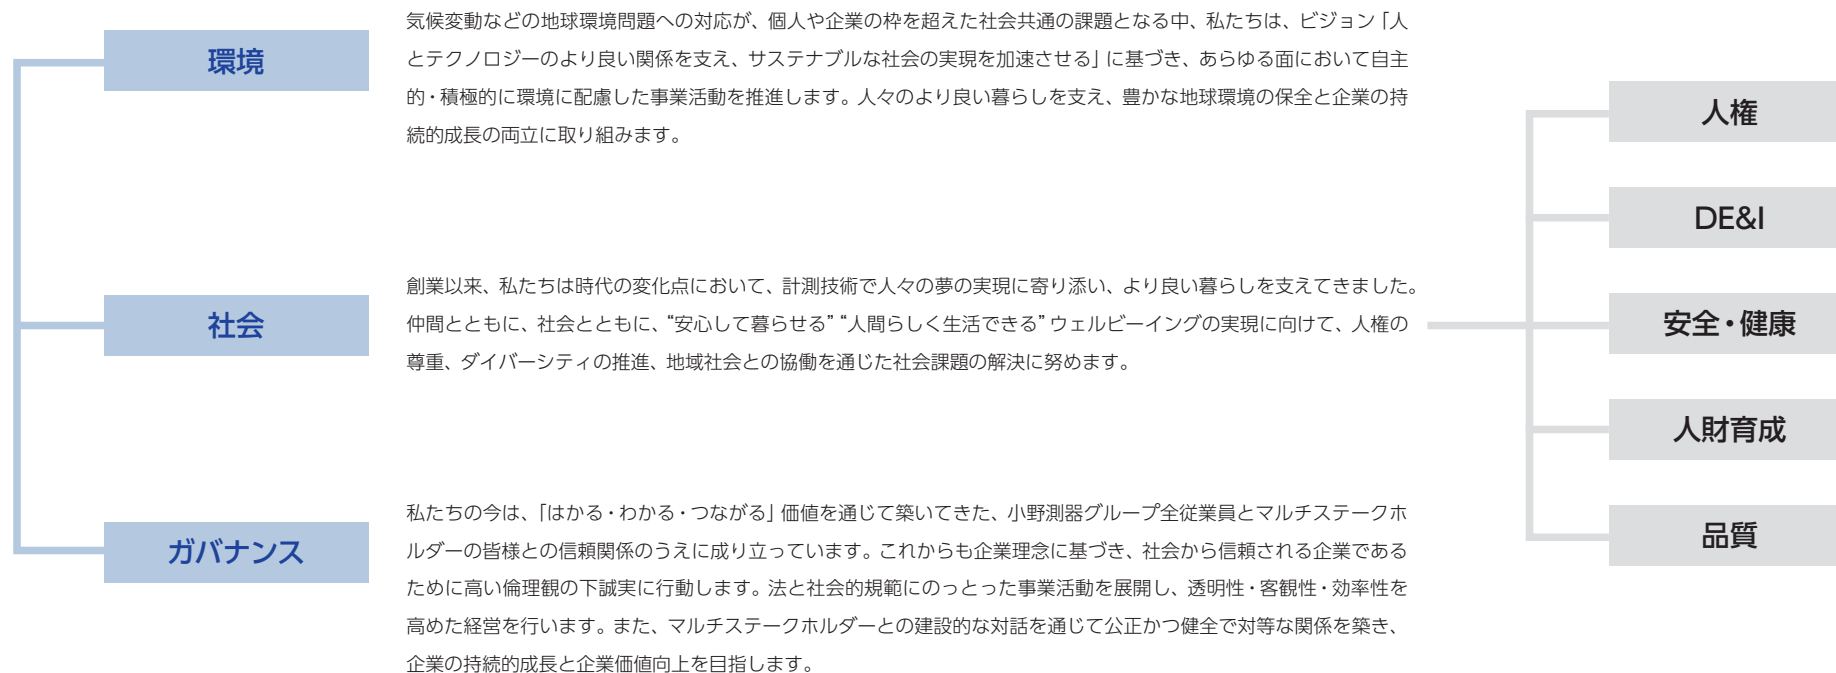 環境
気候変動などの地球環境問題への対応が、個人や企業の枠を超えた社会共通の課題となる中、私たちは、ビジョン「人
とテクノロジーのより良い関係を支え、サステナブルな社会の実現を加速させる」に基づき、あらゆる面において自主
的・積極的に環境に配慮した事業活動を推進します。人々のより良い暮らしを支え、豊かな地球環境の保全と企業の持
続的成長の両立に取り組みます。
社会
創業以来、私たちは時代の変化点において、計測技術で人々の夢の実現に寄り添い、より良い暮らしを支えてきました。
仲間とともに、社会とともに、“安心して暮らせる”“人間らしく生活できる”ウェルビーイングの実現に向けて、人権の
尊重、ダイバーシティの推進、地域社会との協働を通じた社会課題の解決に努めます。
人権
DE&I
安全・健康
人財育成
品質
ガバナンス
私たちの今は、「はかる・わかる・つながる」価値を通じて築いてきた、小野測器グループ全従業員とマルチステークホ
ルダーの皆様との信頼関係のうえに成り立っています。これからも企業理念に基づき、社会から信頼される企業である
ために高い倫理観の下誠実に行動します。法と社会的規範にのっとった事業活動を展開し、透明性・客観性・効率性を
高めた経営を行います。また、マルチステークホルダーとの建設的な対話を通じて公正かつ健全で対等な関係を築き、
企業の持続的成長と企業価値向上を目指します。